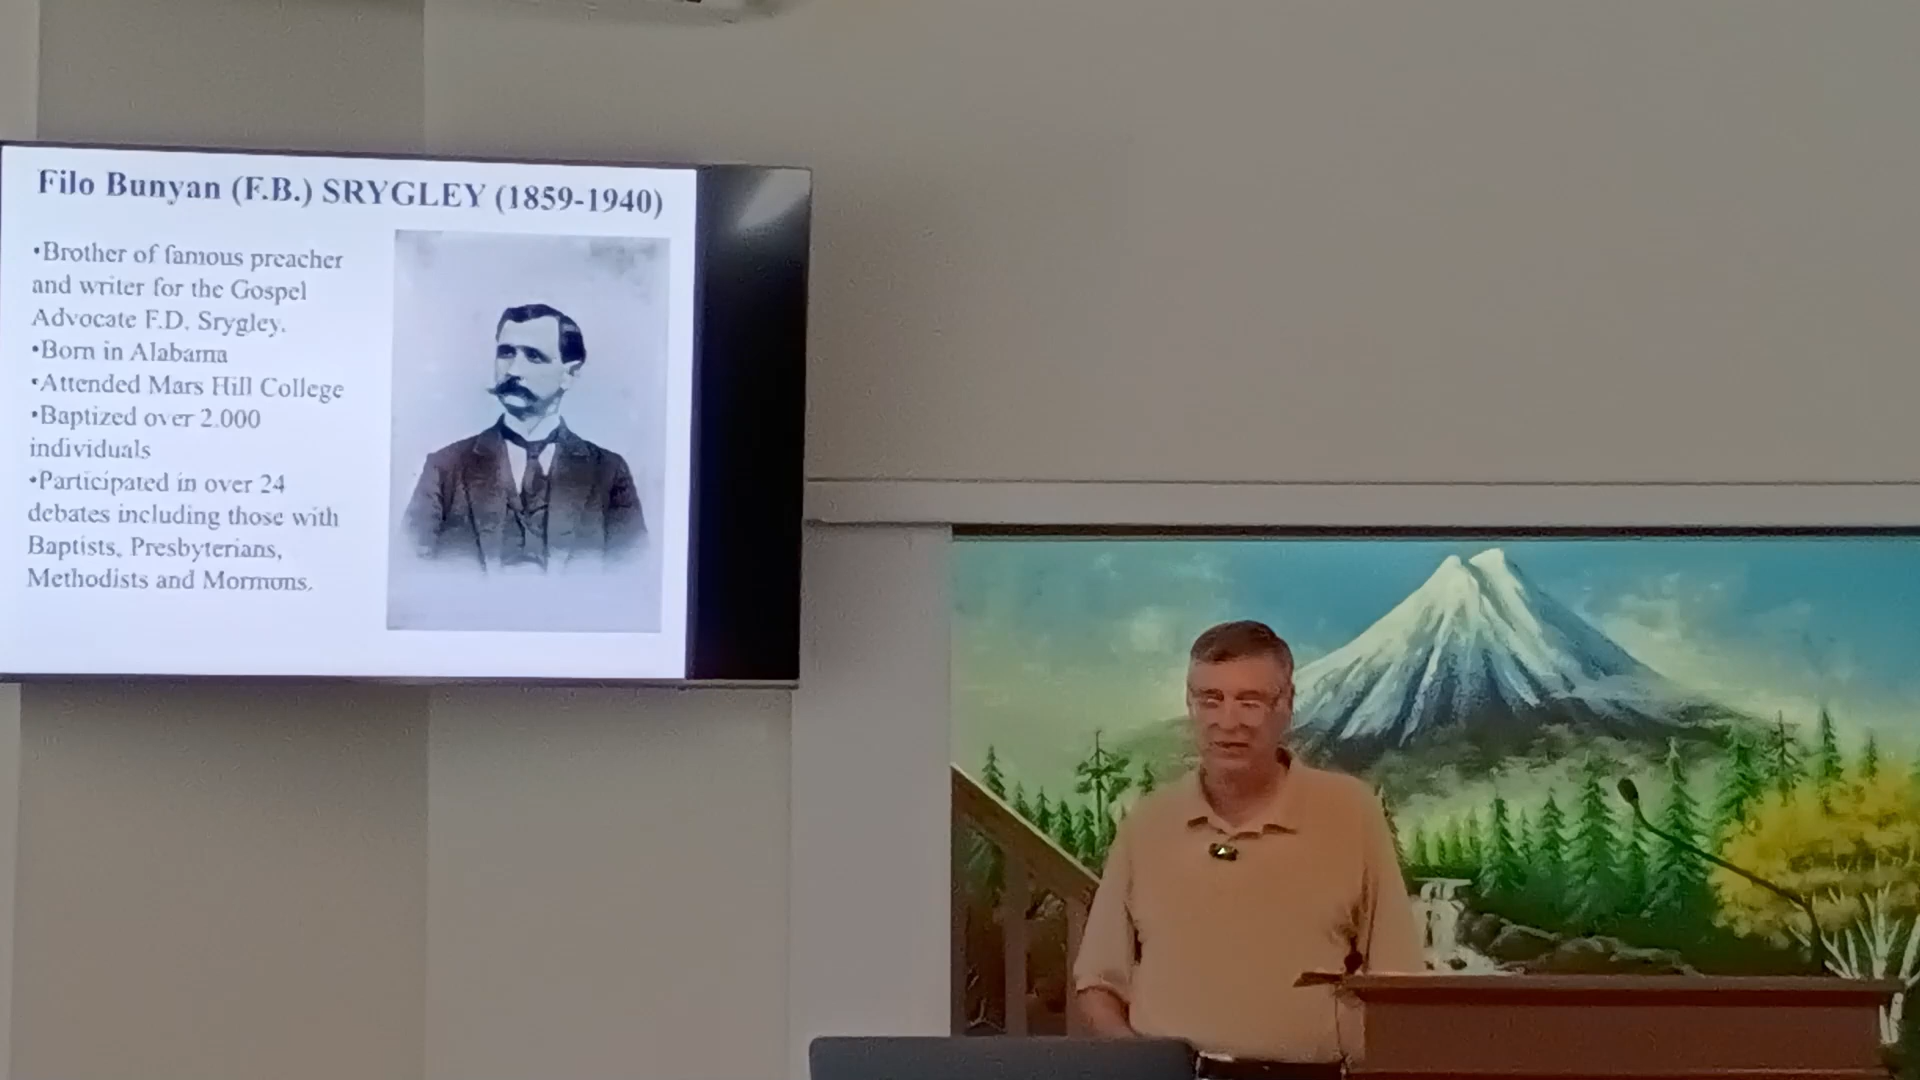 Filo Bunyan (F.B.) SRYGLEY (1859-1940)
•Brother of famous preacher
and writer for the Gospel
Advocate F.D. Srygley.
•Born in Alabama
•Attended Mars Hill College
•Baptized over 2,000
individuals
•Participated in over 24
debates including those with
Baptists, Presbyterians,
Methodists and Mormons.